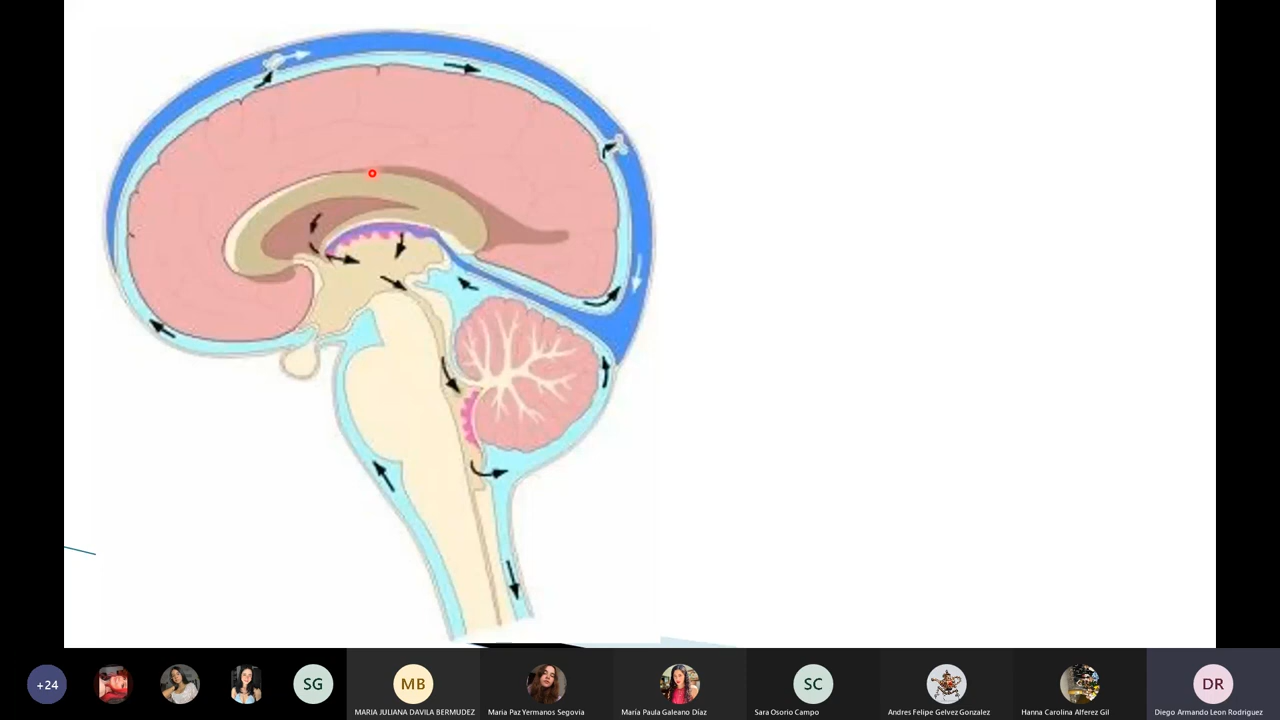 +24
SG
MB
MARIA JULIANA DAVILA BERMUDEZ
Maria Paz Yermanos Segovia
María Paula Galeano Díaz
SC
Sara Osorio Campo
Andres Felipe Gelvez Gonzalez
Hanna Carolina Alferez Gil
DR
Diego Armando Leon Rodriguez